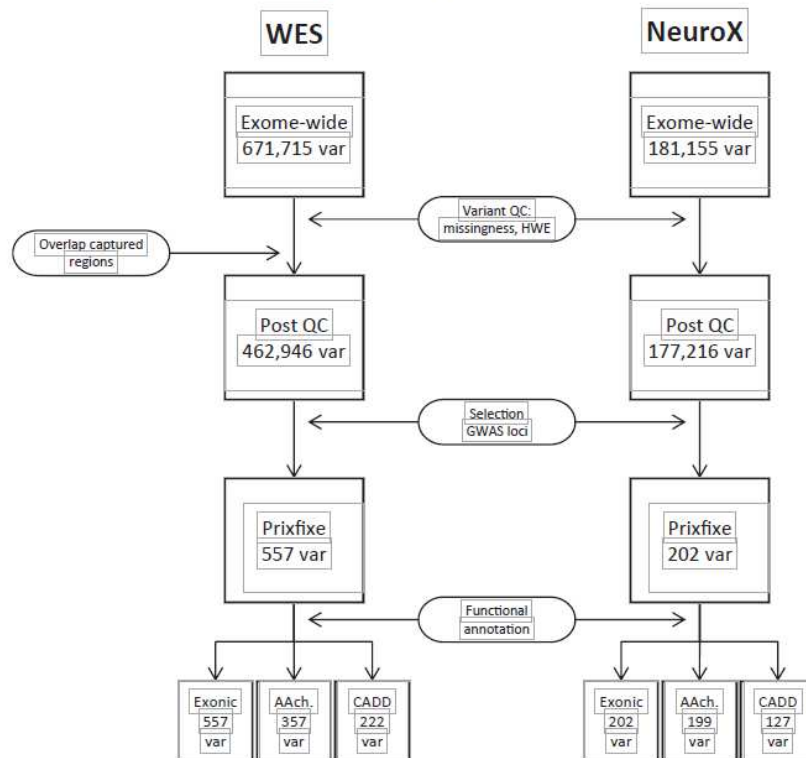 WES
NeuroX
Exome-wide
671,715 var
Exome-wide
181,155 var
Variant QC:
missingness, HWE
Overlap captured
regions
Post QC
462,946 var
Post QC
177,216 var
Selection
GWAS loci
Prixfixe
557 var
Prixfixe
202 var
Functional
annotation
Exonic
557
var
AAch.
357
var
CADD
222
var
Exonic
202
var
AAch.
199
var
CADD
127
var